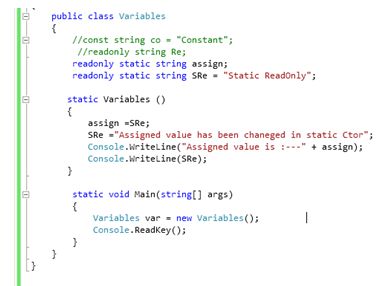 public class Variables
{
//const string co = "Constant";
//readonly string Re;
readonly static string assign;
readonly static string SRe = "Static ReadOnly";
static Variables ()
{
assign =SRe;
SRe ="Assigned value has been chaneged in static Ctor";
Console.WriteLine("Assigned value is :---" + assign);
Console.WriteLine(SRe);
}
static void Main(string[] args)
{
Variables var = new Variables();
Console.ReadKey();
}
}
}